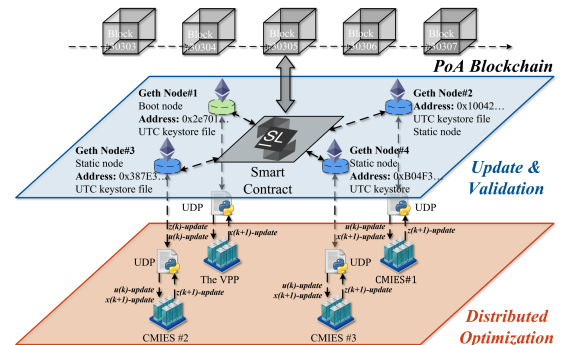 Block
#30303
Block
#30304
Block
#30305
Block
#30306
Block
#30307
PoA Blockchain
Geth Node#1
Boot node
Address: 0x2e701…
UTC keystore file
Geth Node#2
Address: 0x10042…
UTC keystore file
Static node
Geth Node#3
Static node
Address: 0x387E3…
UTC keystore file
SL
Smart
Contract
Geth Node#4
Static node
Address: 0xB04F3…
UTC keystore
Update &
Validation
UDP
UDP
z(k)-update
u(k)-update
x(k+1)-update
u(k)-update
x(k+1)-update
z(k+1)-update
UDP
The VPP
UDP
CMIES#1
u(k)-update
x(k+1)-update
z(k+1)-update
u(k)-update
x(k+1)-update
z(k+1)-update
CMIES #2
CMIES #3
Distributed
Optimization